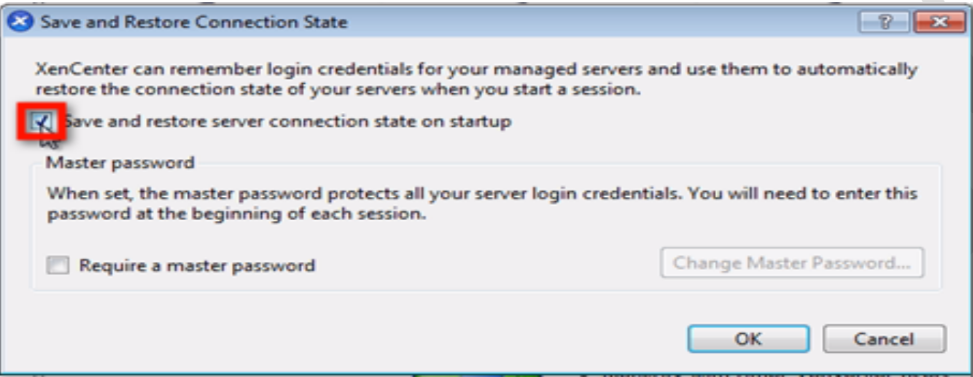 Save and Restore Connection State
XenCenter can remember login credentials for your managed servers and use them to automatically
restore the connection state of your servers when you start a session.
Save and restore server connection state on startup
Master password
When set, the master password protects all your server login credentials. You will need to enter this
password at the beginning of each session.
Require a master password
Change Master Password...
OK Cancel